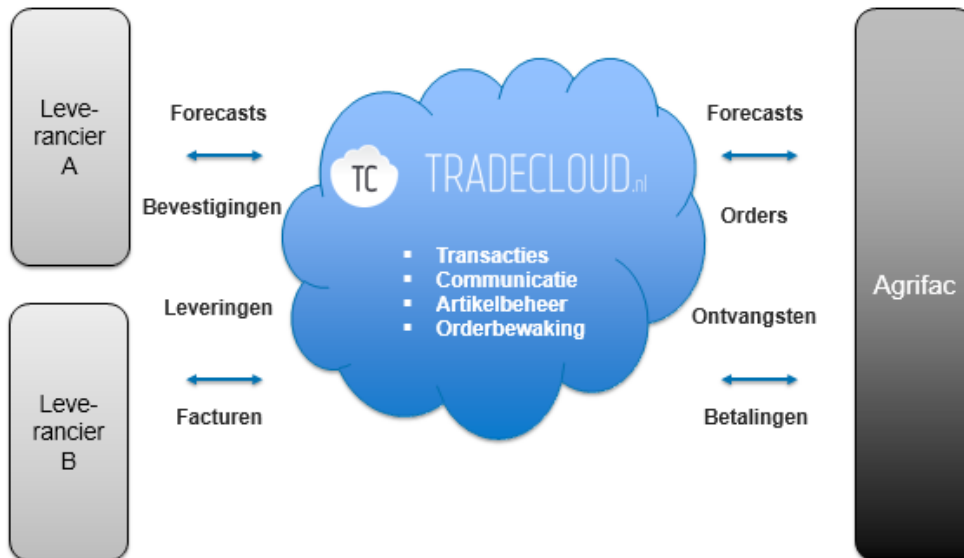 Leve-
rancier
A
Forecasts
Bevestigingen
Leveringen
Facturen
Leve-
rancier
B
TC TRADECLOUD.nl
▪ Transacties
▪ Communicatie
▪ Artikelbeheer
▪ Orderbewaking
Forecasts
Orders
Ontvangsten
Betalingen
Agrifac